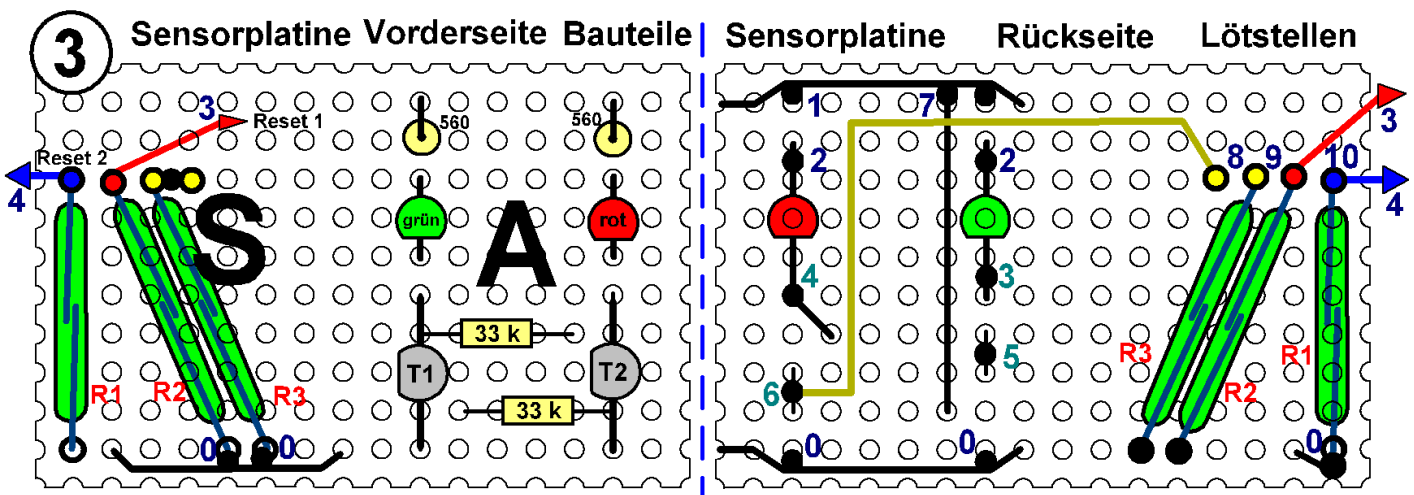 3 Sensorplatine Vorderseite Bauteile Sensorplatine Rückseite Lötstellen
3 Reset 1 560 560 1 7 3
Reset 2 2 2 8 9 10
4 4
S grün A rot
4 3
33 k
5
T1 T2 R3 R1
R1 R2 R3 33 k 6 R2
0 0 0 0 0